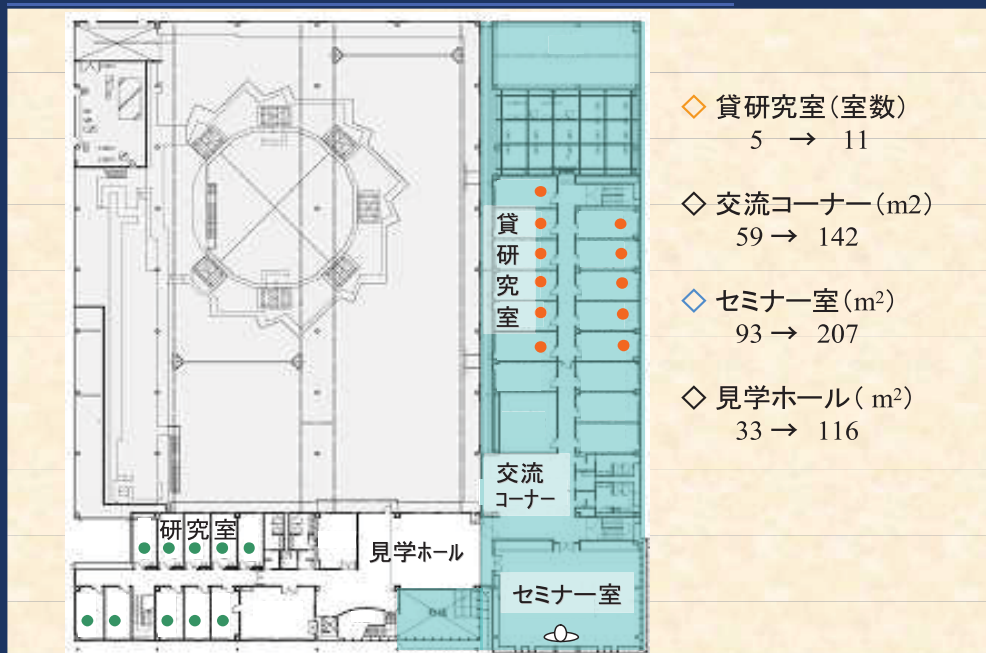 ◇ 貸研究室(室数)
5 → 11
◇ 交流コーナー(m2)
59 → 142
◇ セミナー室(m²)
93 → 207
◇ 見学ホール( m²)
33 → 116
貸
研
究
室
交流
コーナー
研究室
見学ホール
セミナー室